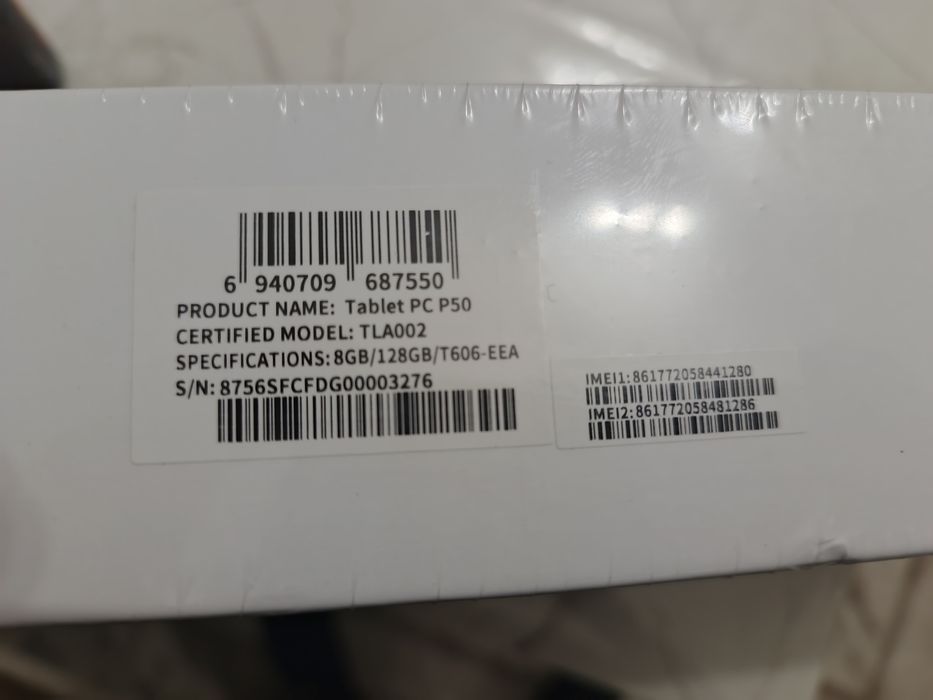 6 940709 687550
PRODUCT NAME: Tablet PC P50
CERTIFIED MODEL: TLA002
SPECIFICATIONS: 8GB/128GB/T606-EEA
S/N: 8756SFCFDG00003276
IMEI1: 861772058441280
IMEI2: 861772058481286